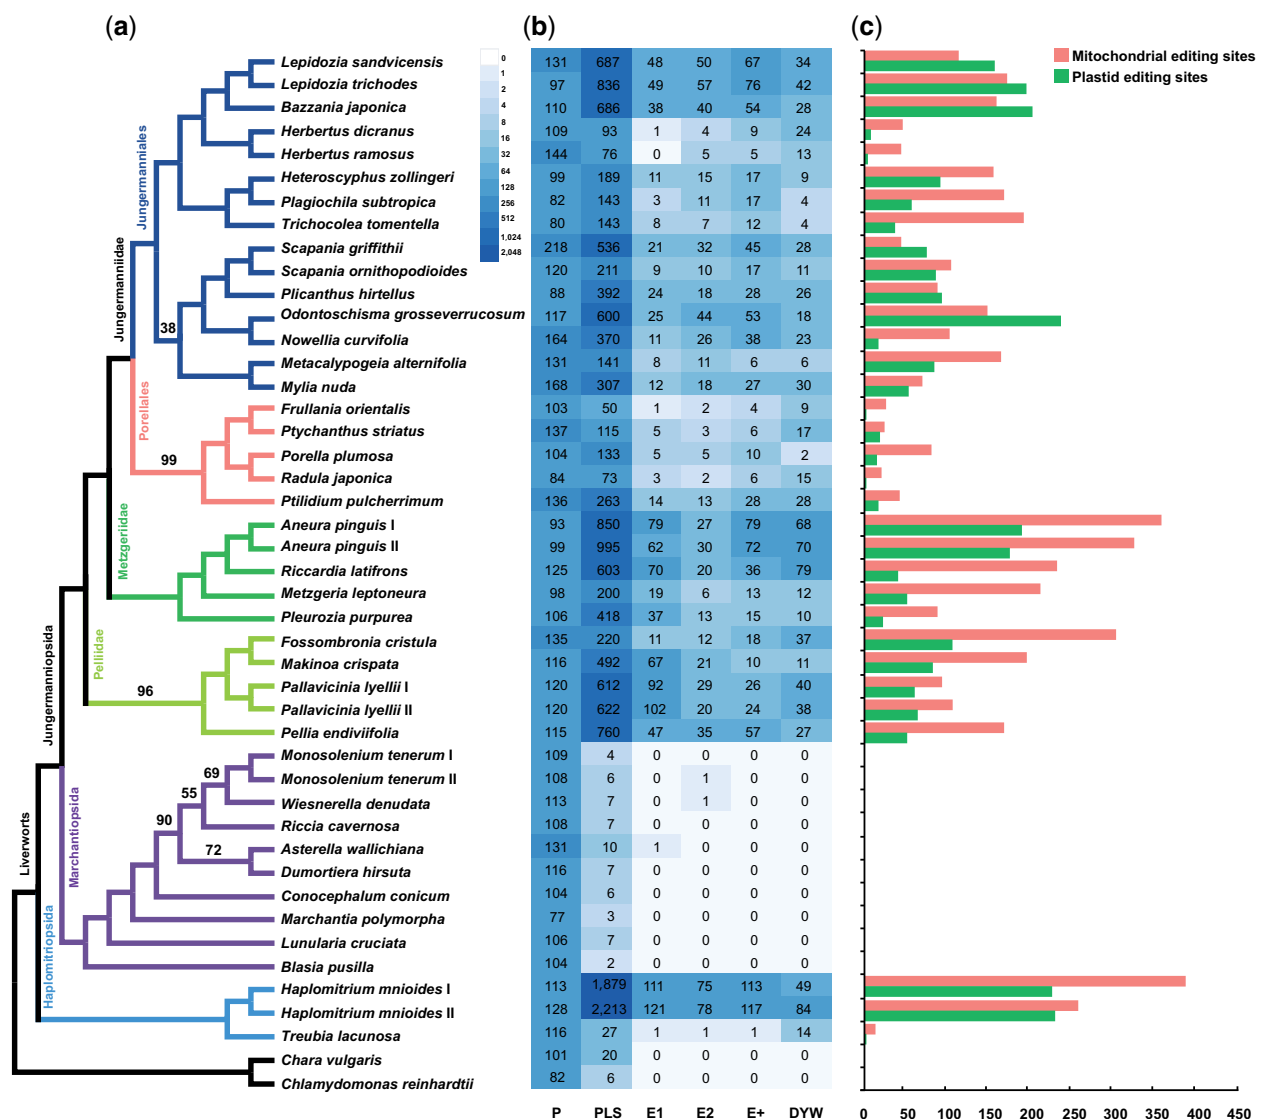 (a)
(b)
(c)
Mitochondrial editing sites
Plastid editing sites
0
1
2
4
8
16
32
64
128
256
512
1,024
2,048
Lepidozia sandvicensis 131 687 48 50 67 34
Lepidozia trichodes 97 836 49 57 76 42
Bazzania japonica 110 686 38 40 54 28
Herbertus dicranus 109 93 1 4 9 24
Herbertus ramosus 144 76 0 5 5 13
Heteroscyphus zollingeri 99 189 11 15 17 9
Plagiochila subtropica 82 143 3 11 17 4
Trichocolea tomentella 80 143 8 7 12 4
Scapania griffithii 218 536 21 32 45 28
Scapania ornithopodioides 120 211 9 10 17 11
Plicanthus hirtellus 88 392 24 18 28 26
Odontoschisma grosseverrucosum 117 600 25 44 53 18
Nowellia curvifolia 164 370 11 26 38 23
Metacalypogeia alternifolia 131 141 8 11 6 6
Mylia nuda 168 307 12 18 27 30
Frullania orientalis 103 50 1 2 4 9
Ptychanthus striatus 137 115 5 3 6 17
Porella plumosa 104 133 5 5 10 2
Radula japonica 84 73 3 2 6 15
Ptilidium pulcherrimum 136 263 14 13 28 28
Aneura pinguis I 93 850 79 27 79 68
Aneura pinguis II 99 995 62 30 72 70
Riccardia latifrons 125 603 70 20 36 79
Metzgeria leptoneura 98 200 19 6 13 12
Pleurozia purpurea 106 418 37 13 15 10
Fossombronia cristula 135 220 11 12 18 37
Makinoa crispata 116 492 67 21 10 11
Pallavicinia lyellii I 120 612 92 29 26 40
Pallavicinia lyellii II 120 622 102 20 24 38
Pellia endiviifolia 115 760 47 35 57 27
Monosolenium tenerum I 109 4 0 0 0 0
Monosolenium tenerum II 108 6 0 1 0 0
Wiesnerella denudata 113 7 0 1 0 0
Riccia cavernosa 108 7 0 0 0 0
Asterella wallichiana 131 10 1 0 0 0
Dumortiera hirsuta 116 7 0 0 0 0
Conocephalum conicum 104 6 0 0 0 0
Marchantia polymorpha 77 3 0 0 0 0
Lunularia cruciata 106 7 0 0 0 0
Blasia pusilla 104 2 0 0 0 0
Haplomitrium mnioides I 113 1,879 111 75 113 49
Haplomitrium mnioides II 128 2,213 121 78 117 84
Treubia lacunosa 116 27 1 1 1 14
Chara vulgaris 101 20 0 0 0 0
Chlamydomonas reinhardtii 82 6 0 0 0 0
P PLS E1 E2 E+ DYW
0 50 100 150 200 250 300 350 400 450
Jungermanniales
Jungermanniidae
38
Porellales
99
Metzgeriidae
Pelliidae
96
Jungermanniopsida
69
55
90
72
Marchantiopsida
Liverworts
Haplomitriopsida